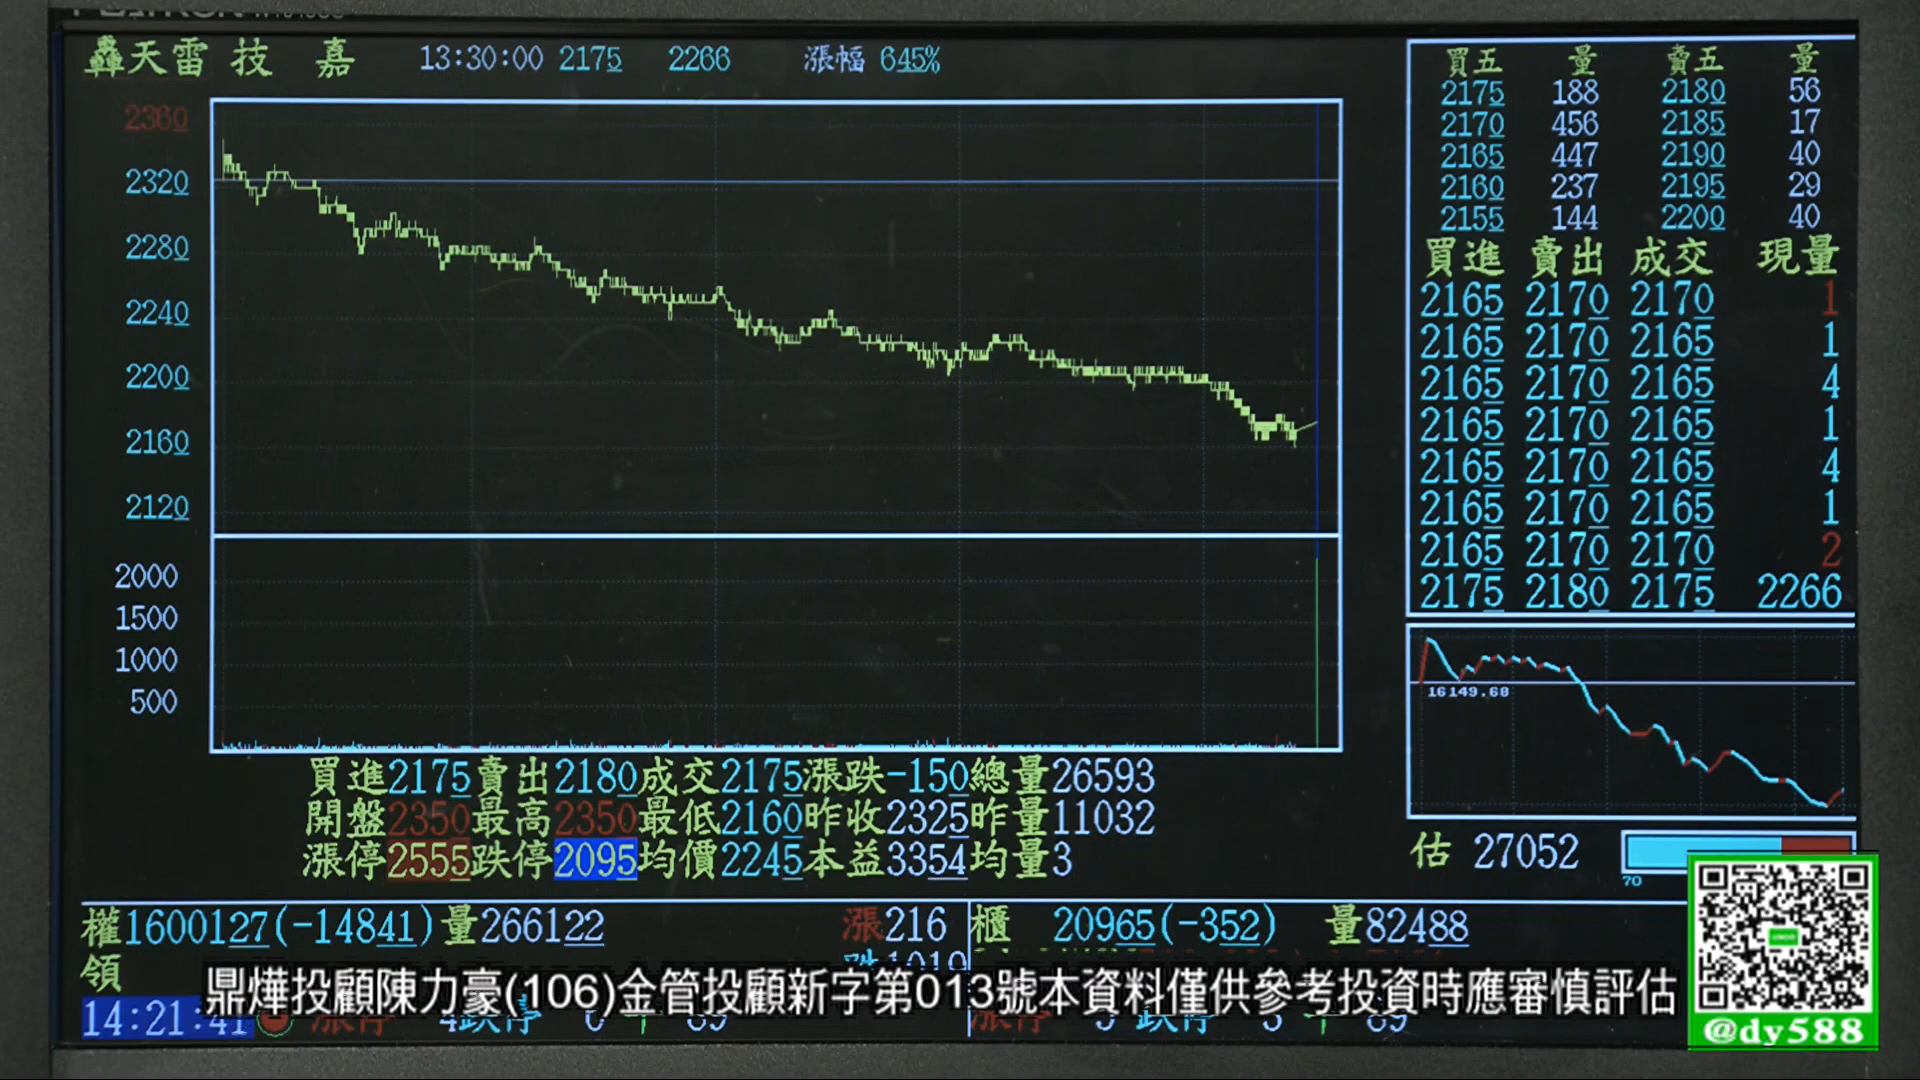 轟天雷 技 嘉 13:30:00 2175 2266 漲幅 645%
2360
2320
2280
2240
2200
2160
2120
2000
1500
1000
500
買五 量 賣五 量
2175 188 2180 56
2170 456 2185 17
2165 447 2190 40
2160 237 2195 29
2155 144 2200 40
買進 賣出 成交 現量
2165 2170 2170 1
2165 2170 2165 1
2165 2170 2165 4
2165 2170 2165 1
2165 2170 2165 4
2165 2170 2165 1
2165 2170 2170 2
2175 2180 2175 2266
16149.68
估 27052
70
買進2175賣出2180成交2175漲跌-150總量26593
開盤2350最高2350最低2160昨收2325昨量11032
漲停2555跌停2095均價2245本益3354均量3
權1600127(-14841)量266122 漲216
櫃 20965(-352) 量82488
領
鼎燁投顧陳力豪(106)金管投顧新字第013號本資料僅供參考投資時應審慎評估
14:21:41
@dy588